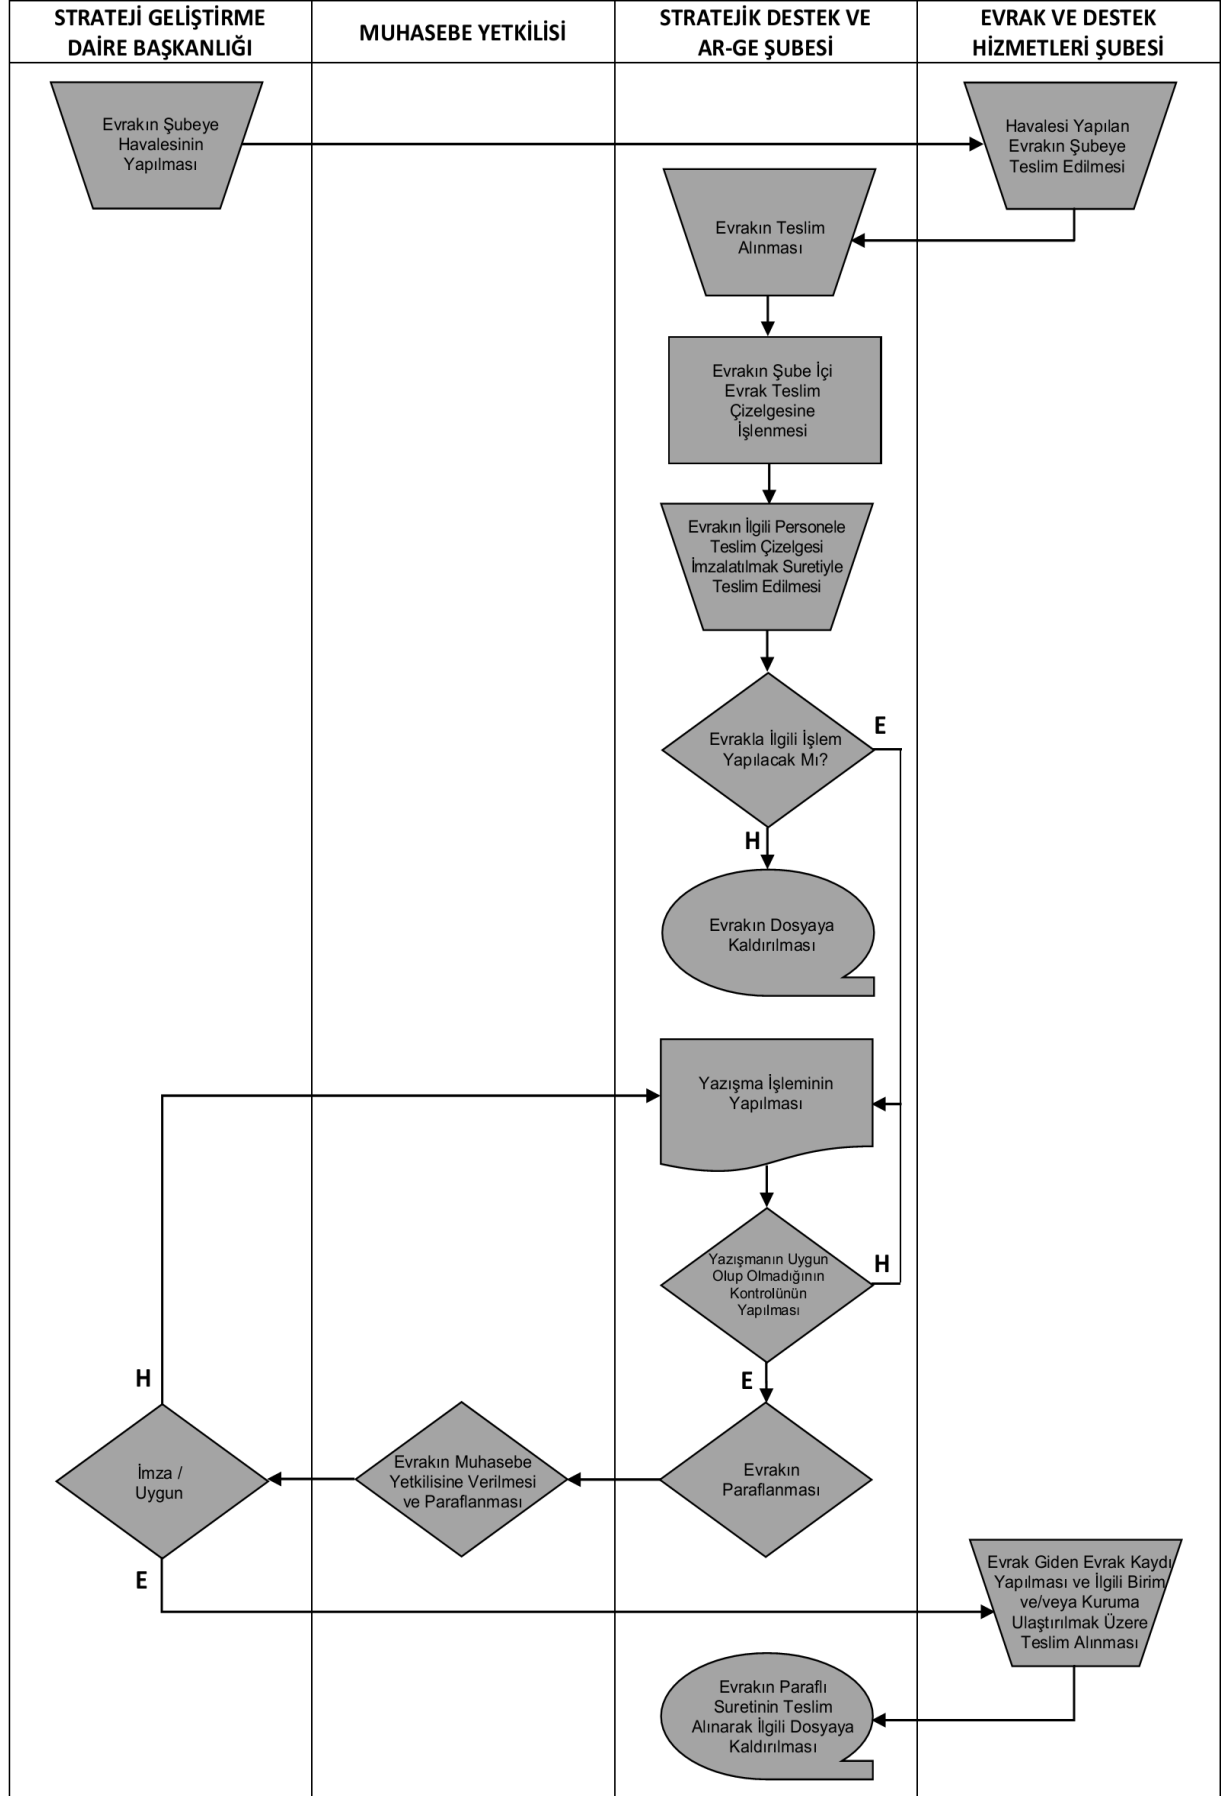 STRATEJİ GELİŞTİRME
DAİRE BAŞKANLIĞI
MUHASEBE YETKİLİSİ
STRATEJİK DESTEK VE
AR-GE ŞUBESİ
EVRAK VE DESTEK
HİZMETLERİ ŞUBESİ
Evrakın Şubeye
Havalesinin
Yapılması
Havalesi Yapılan
Evrakın Şubeye
Teslim Edilmesi
Evrakın Teslim
Alınması
Evrakın Şube İçi
Evrak Teslim
Çizelgesine
İşlenmesi
Evrakın İlgili Personele
Teslim Çizelgesi
İmzalatılmak Suretiyle
Teslim Edilmesi
Evrakla İlgili İşlem
Yapılacak Mı?
E
H
Evrakın Dosyaya
Kaldırılması
Yazışma İşleminin
Yapılması
Yazışmanın Uygun
Olup Olmadığının
Kontrolünün
Yapılması
H
E
H
İmza /
Uygun
Evrakın Muhasebe
Yetkilisine Verilmesi
ve Paraflanması
Evrakın
Paraflanması
E
Evrak Giden Evrak Kaydı
Yapılması ve İlgili Birim
ve/veya Kuruma
Ulaştırılmak Üzere
Teslim Alınması
Evrakın Paraflı
Suretinin Teslim
Alınarak İlgili Dosyaya
Kaldırılması